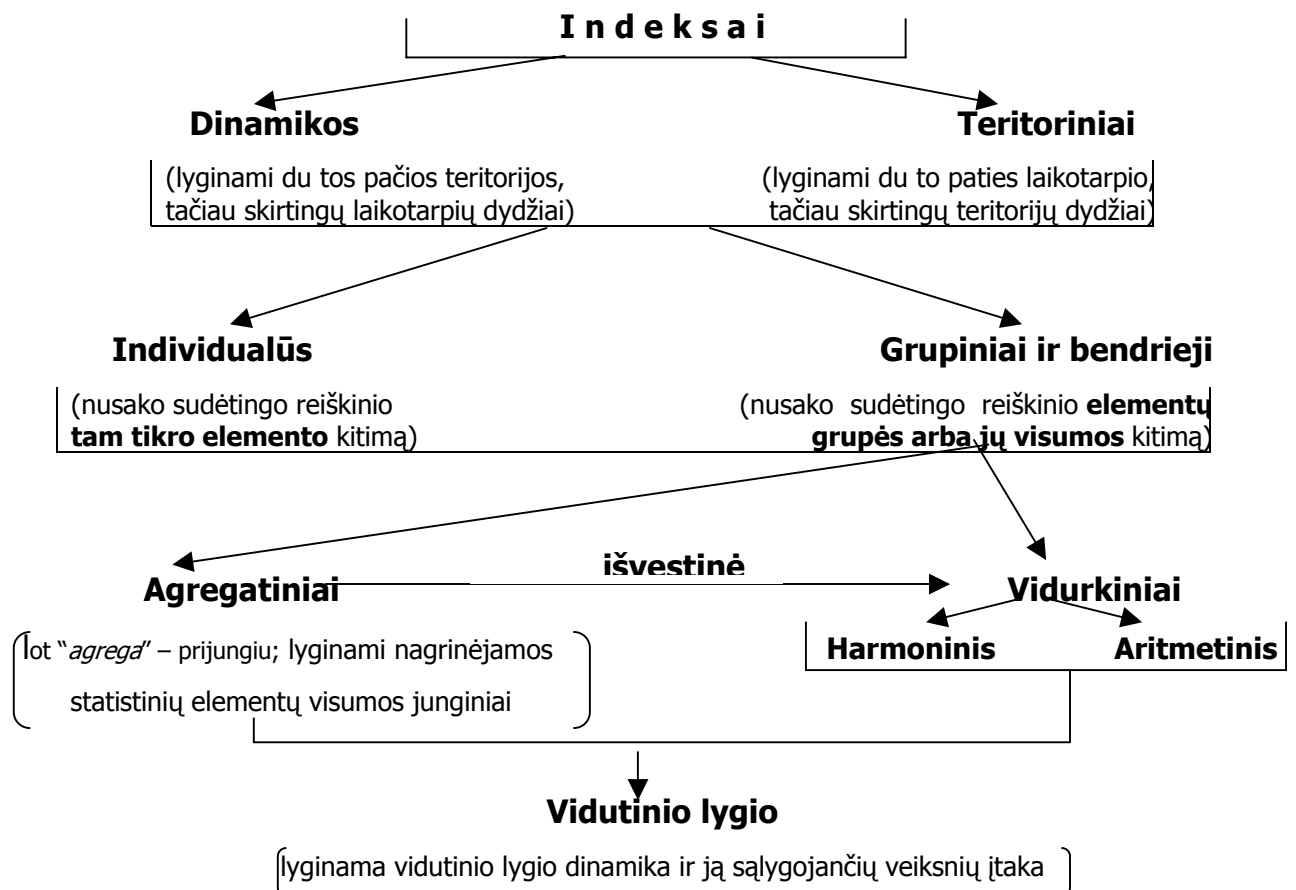 I n d e k s a i
Dinamikos
Teritoriniai
(lyginami du tos pačios teritorijos,
tačiau skirtingų laikotarpių dydžiai)
(lyginami du to paties laikotarpio,
tačiau skirtingų teritorijų dydžiai)
Individualūs
Grupiniai ir bendrieji
(nusako sudėtingo reiškinio
tam tikro elemento kitimą)
(nusako sudėtingo reiškinio elementų
grupės arba jų visumos kitimą)
išvestinė
Agregatiniai
Vidurkiniai
Harmoninis
Aritmetinis
lot “agrega” – prijungiu; lyginami nagrinėjamos
statistinių elementų visumos junginiai
Vidutinio lygio
lyginama vidutinio lygio dinamika ir ją sąlygojančių veiksnių įtaka